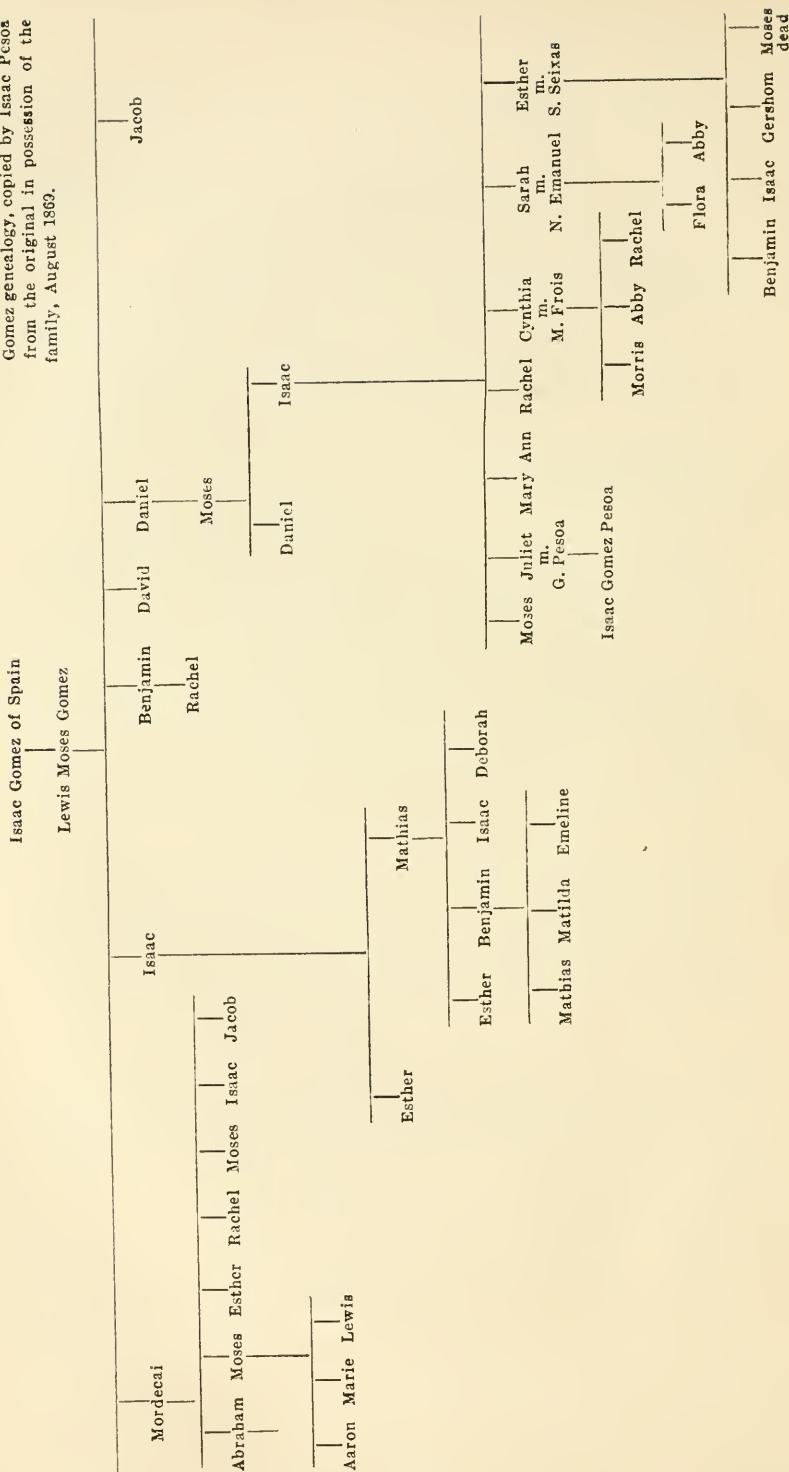 Gomez genealogy, copied by Isaac Pesoa
from the original in possession of the
family, August 1869.
Isaac Gomez of Spain
Lewis Moses Gomez
Mordecai Isaac Benjamin David Daniel Jacob
Rachel Moses
Abraham Moses Esther Rachel Moses Isaac Jacob
Daniel Isaac
Aaron Marie Lewis
Esther Mathias
Esther Benjamin Isaac Deborah
Mathias Matilda Emeline
Moses Juliet Mary Ann Rachel Cynthia Sarah Esther
m. m. m. m.
G. Pesoa M. Frois N. Emanuel S. Seixas
Isaac Gomez Pesoa
Morris Abby Rachel
Flora Abby
Benjamin Isaac Gershom Moses
dead